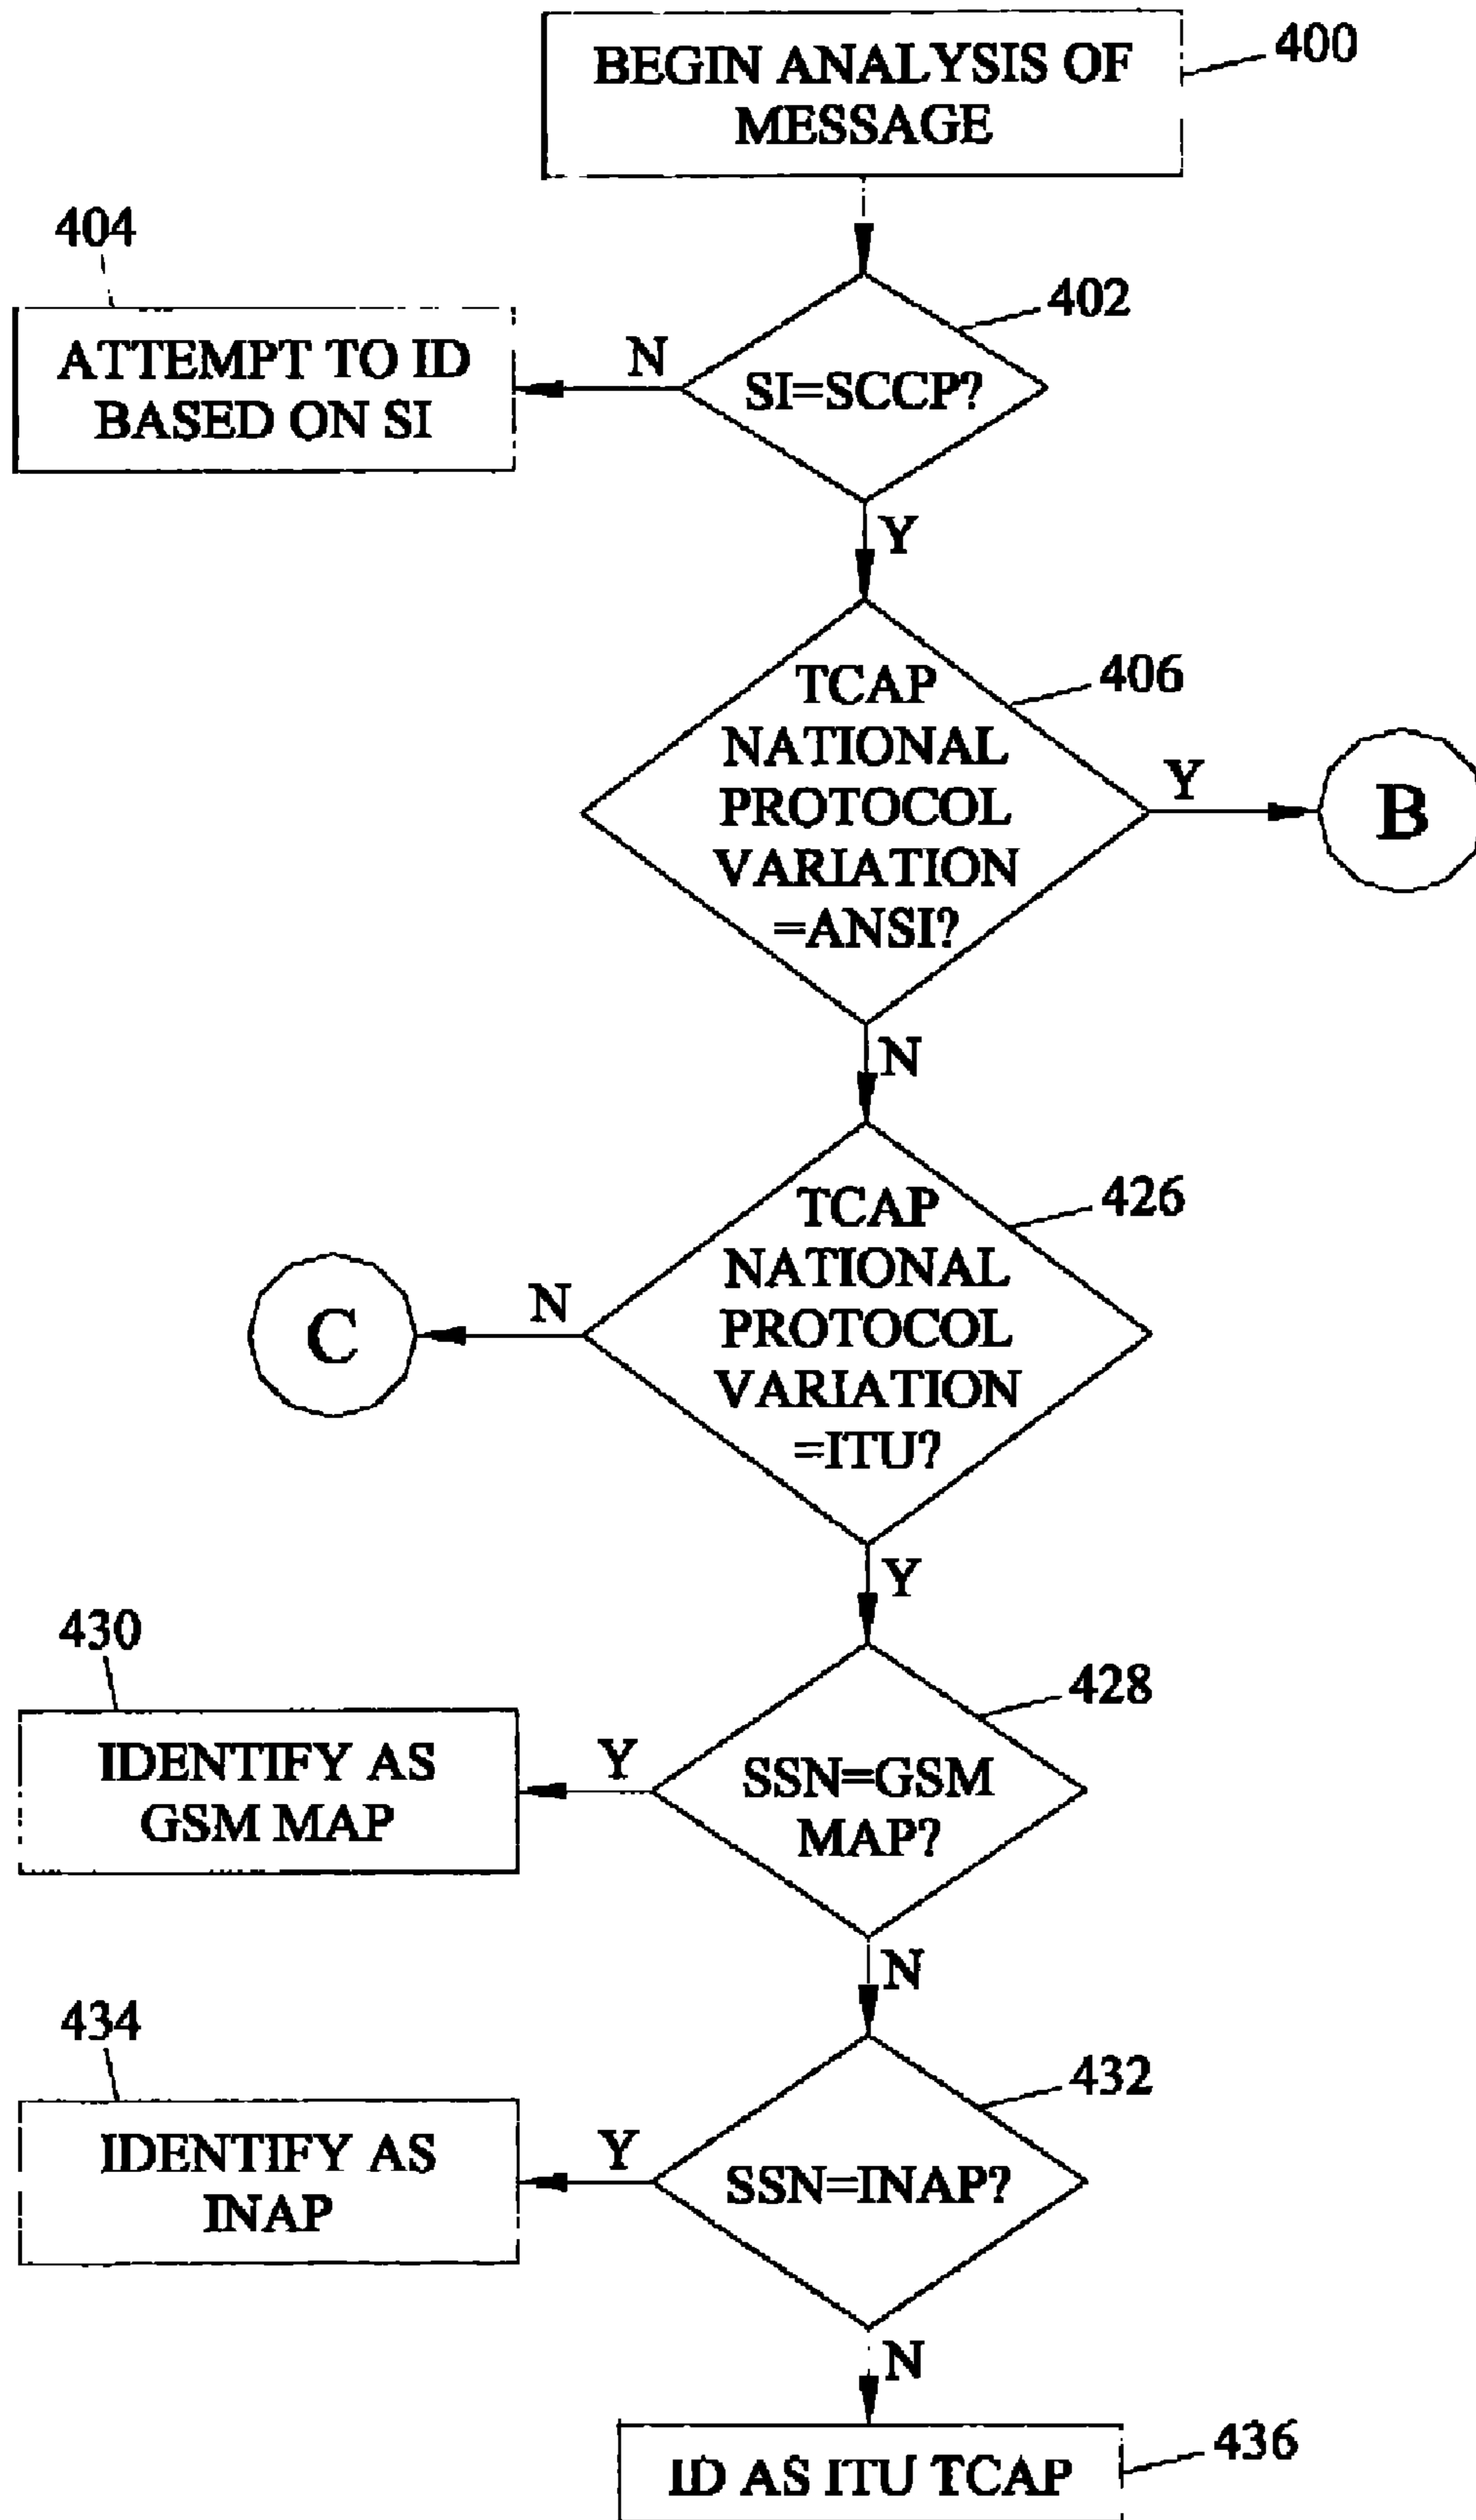 BEGIN ANALYSIS OF
MESSAGE
400
404
402
ATTEMPT TO ID
BASED ON SI
N
SI=SCCP?
Y
TCAP
NATIONAL
PROTOCOL
VARIATION
=ANSI?
406
Y
B
N
TCAP
NATIONAL
PROTOCOL
VARIATION
=ITU?
426
N
C
Y
430
428
IDENTIFY AS
GSM MAP
Y
SSN=GSM
MAP?
N
434
432
IDENTIFY AS
INAP
Y
SSN=INAP?
N
ID AS ITU TCAP
436